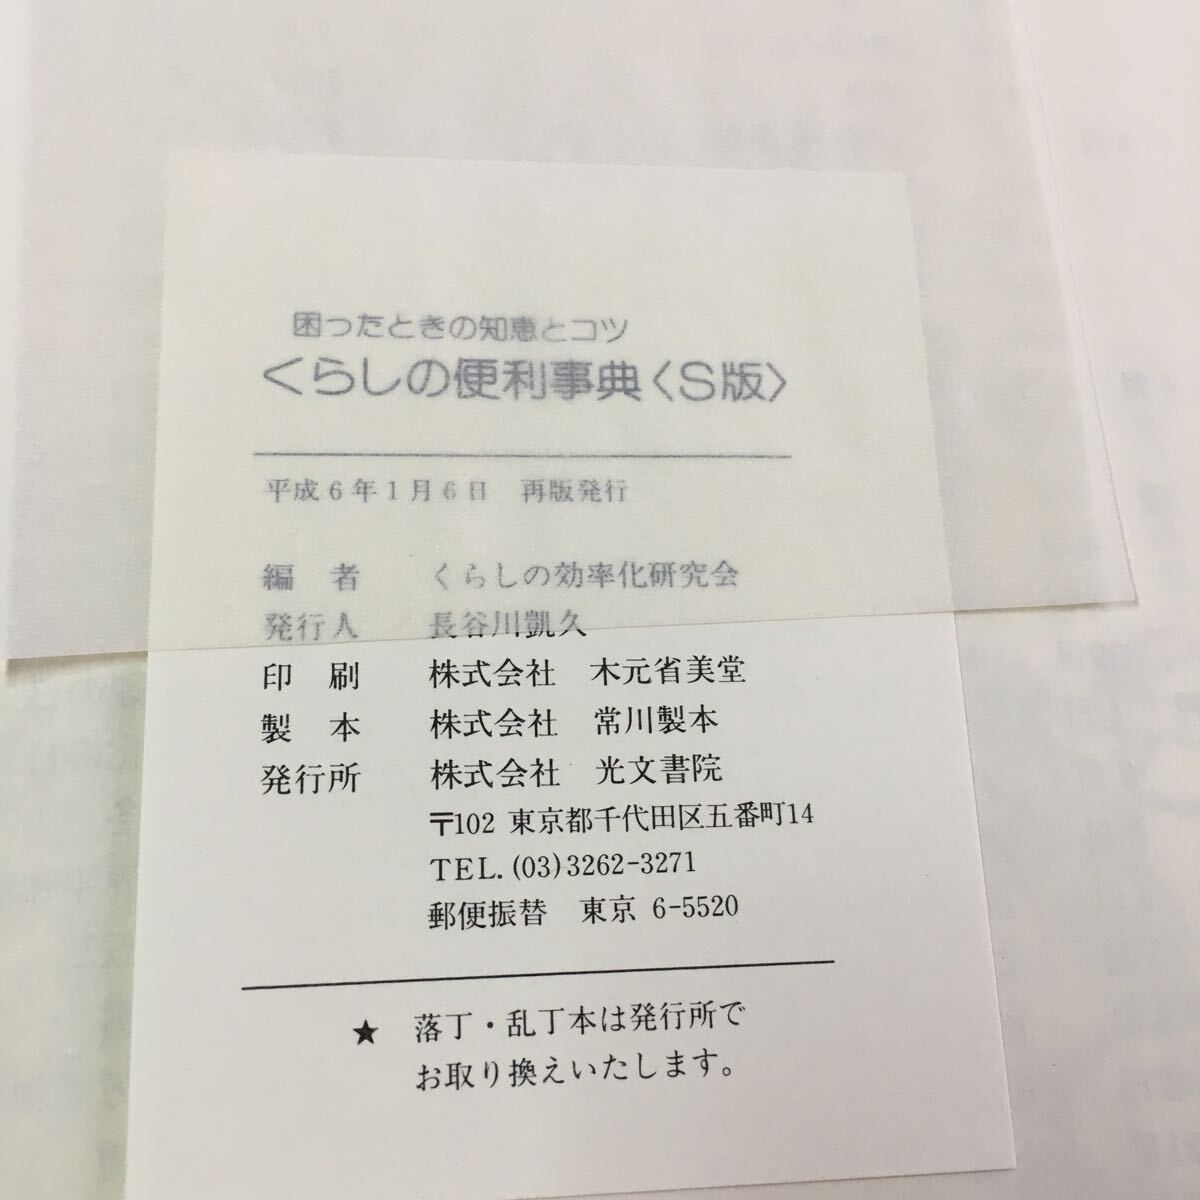 困ったときの知恵とコツ
くらしの便利事典〈S版〉
平成6年1月6日　再版発行
編　者　くらしの効率化研究会
発行人　長谷川凱久
印　刷　株式会社　木元省美堂
製　本　株式会社　常川製本
発行所　株式会社　光文書院
〒102 東京都千代田区五番町14
TEL.(03)3262-3271
郵便振替　東京 6-5520
★　落丁・乱丁本は発行所で
お取り換えいたします。